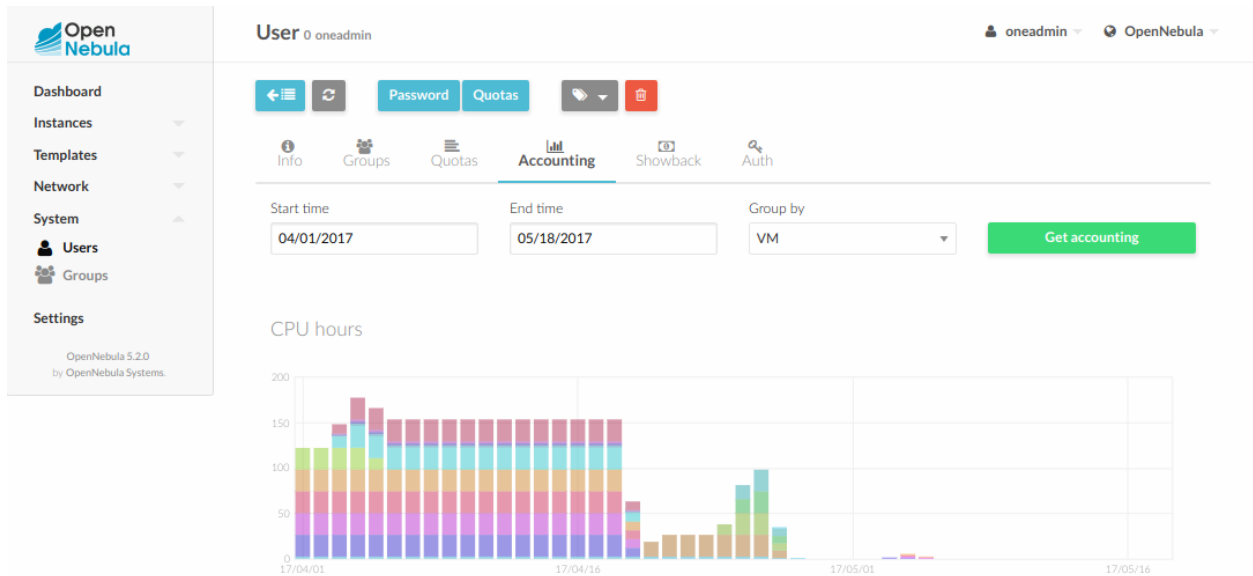 Open
Nebula
User 0 oneadmin
oneadmin
OpenNebula
Dashboard
Instances
Templates
Network
System
Users
Groups
Settings
OpenNebula 5.2.0
by OpenNebula Systems.
Password
Quotas
Info
Groups
Quotas
Accounting
Showback
Auth
Start time
End time
Group by
04/01/2017
05/18/2017
VM
Get accounting
CPU hours
200
150
100
50
0
17/04/01
17/04/16
17/05/01
17/05/16